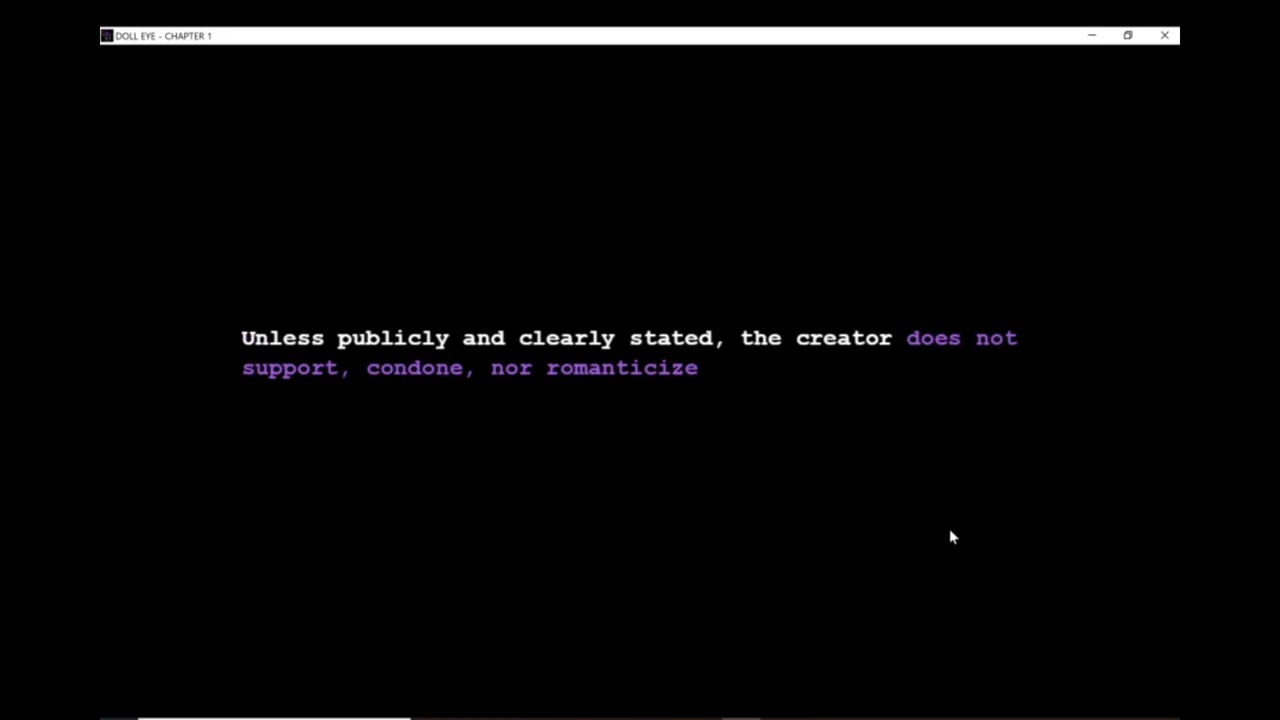 DOLL EYE - CHAPTER 1
Unless publicly and clearly stated, the creator does not
support, condone, nor romanticize